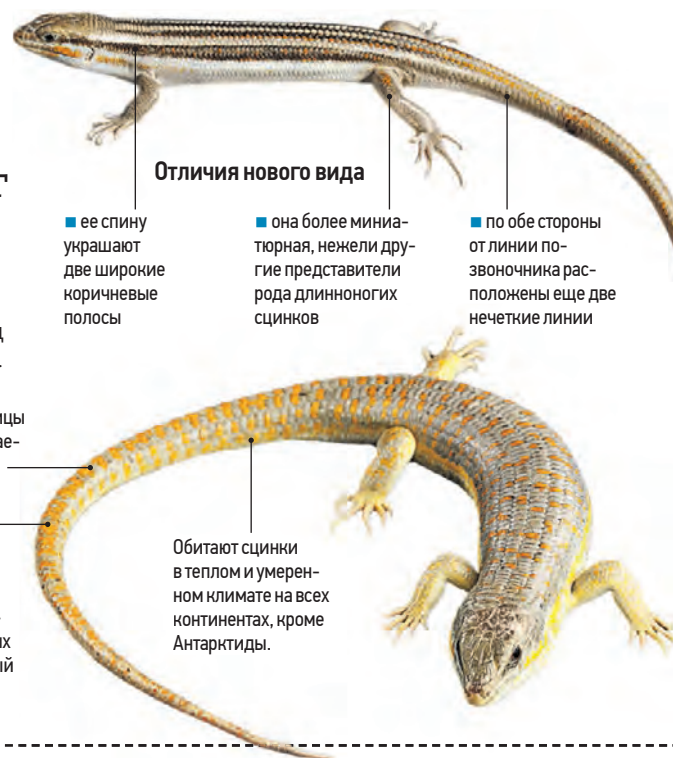 Отличия нового вида
■ ее спину
украшают
две широкие
коричневые
полосы
■ она более миниа-
тюрная, нежели дру-
гие представители
рода длинноногих
сцинков
■ по обе стороны
от линии по-
звоночника рас-
положены еще две
нечеткие линии
Обитают сцинки
в теплом и умерен-
ном климате на всех
континентах, кроме
Антарктиды.